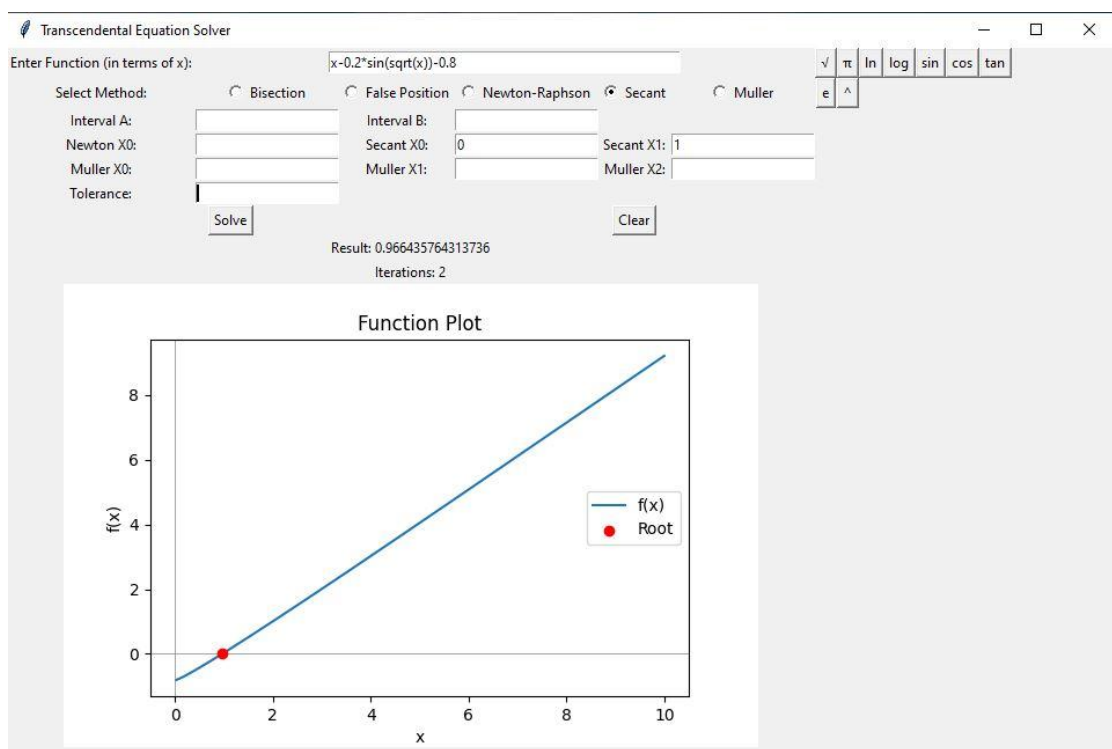 Transcendental Equation Solver
Enter Function (in terms of x): x-0.2*sin(sqrt(x))-0.8 √ π ln log sin cos tan
Select Method: Bisection False Position Newton-Raphson Secant Muller e ^
Interval A: Interval B:
Newton X0: Secant X0: 0 Secant X1: 1
Muller X0: Muller X1: Muller X2:
Tolerance:
Solve Clear
Result: 0.966435764313736
Iterations: 2
Function Plot
8
6
f(x)
Root
4
f(x)
2
0
0 2 4 6 8 10
x